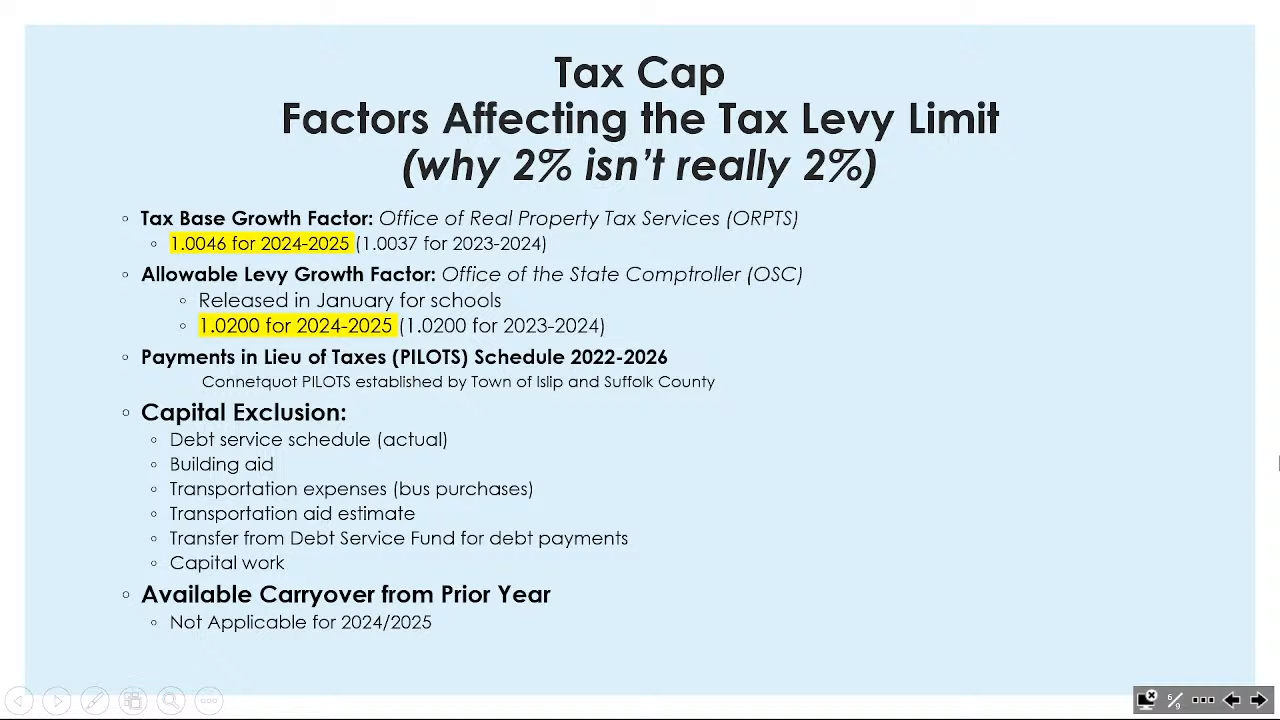 Tax Cap
Factors Affecting the Tax Levy Limit
(why 2% isn't really 2%)
◦ Tax Base Growth Factor: Office of Real Property Tax Services (ORPTS)
◦ 1.0046 for 2024-2025 (1.0037 for 2023-2024)
◦ Allowable Levy Growth Factor: Office of the State Comptroller (OSC)
◦ Released in January for schools
◦ 1.0200 for 2024-2025 (1.0200 for 2023-2024)
◦ Payments in Lieu of Taxes (PILOTS) Schedule 2022-2026
Connetquot PILOTS established by Town of Islip and Suffolk County
◦ Capital Exclusion:
◦ Debt service schedule (actual)
◦ Building aid
◦ Transportation expenses (bus purchases)
◦ Transportation aid estimate
◦ Transfer from Debt Service Fund for debt payments
◦ Capital work
◦ Available Carryover from Prior Year
◦ Not Applicable for 2024/2025